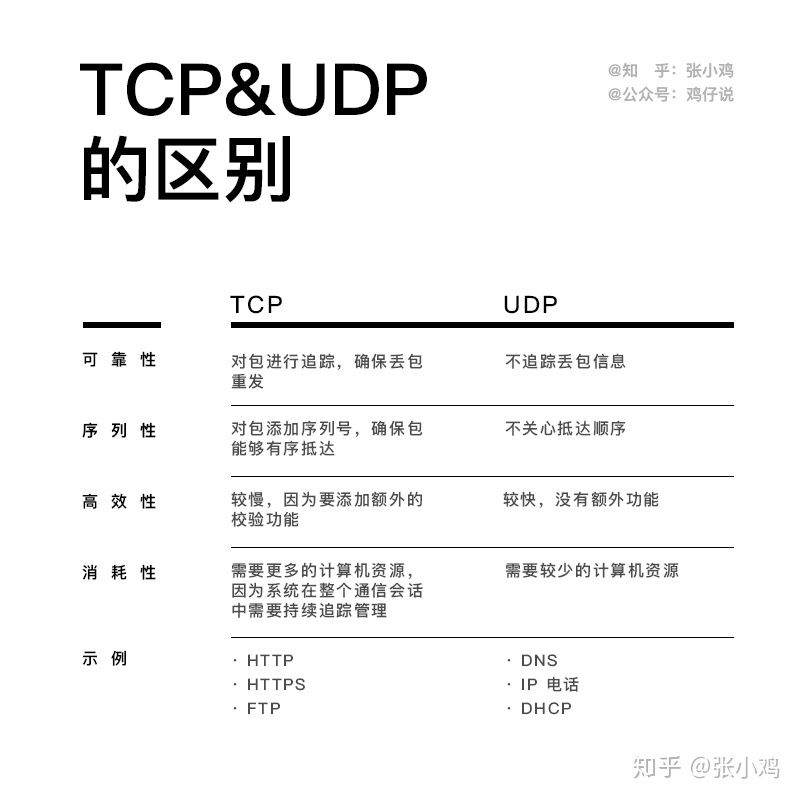 TCP&UDP
的区别
@知 乎：张小鸡
@公众号：鸡仔说
TCP
UDP
可靠性
对包进行追踪，确保丢包
重发
不追踪丢包信息
序列性
对包添加序列号，确保包
能够有序抵达
不关心抵达顺序
高效性
较慢，因为要添加额外的
校验功能
较快，没有额外功能
消耗性
需要更多的计算机资源，
因为系统在整个通信会话
中需要持续追踪管理
需要较少的计算机资源
示例
· HTTP
· HTTPS
· FTP
· DNS
· IP 电话
· DHCP
知乎 @张小鸡